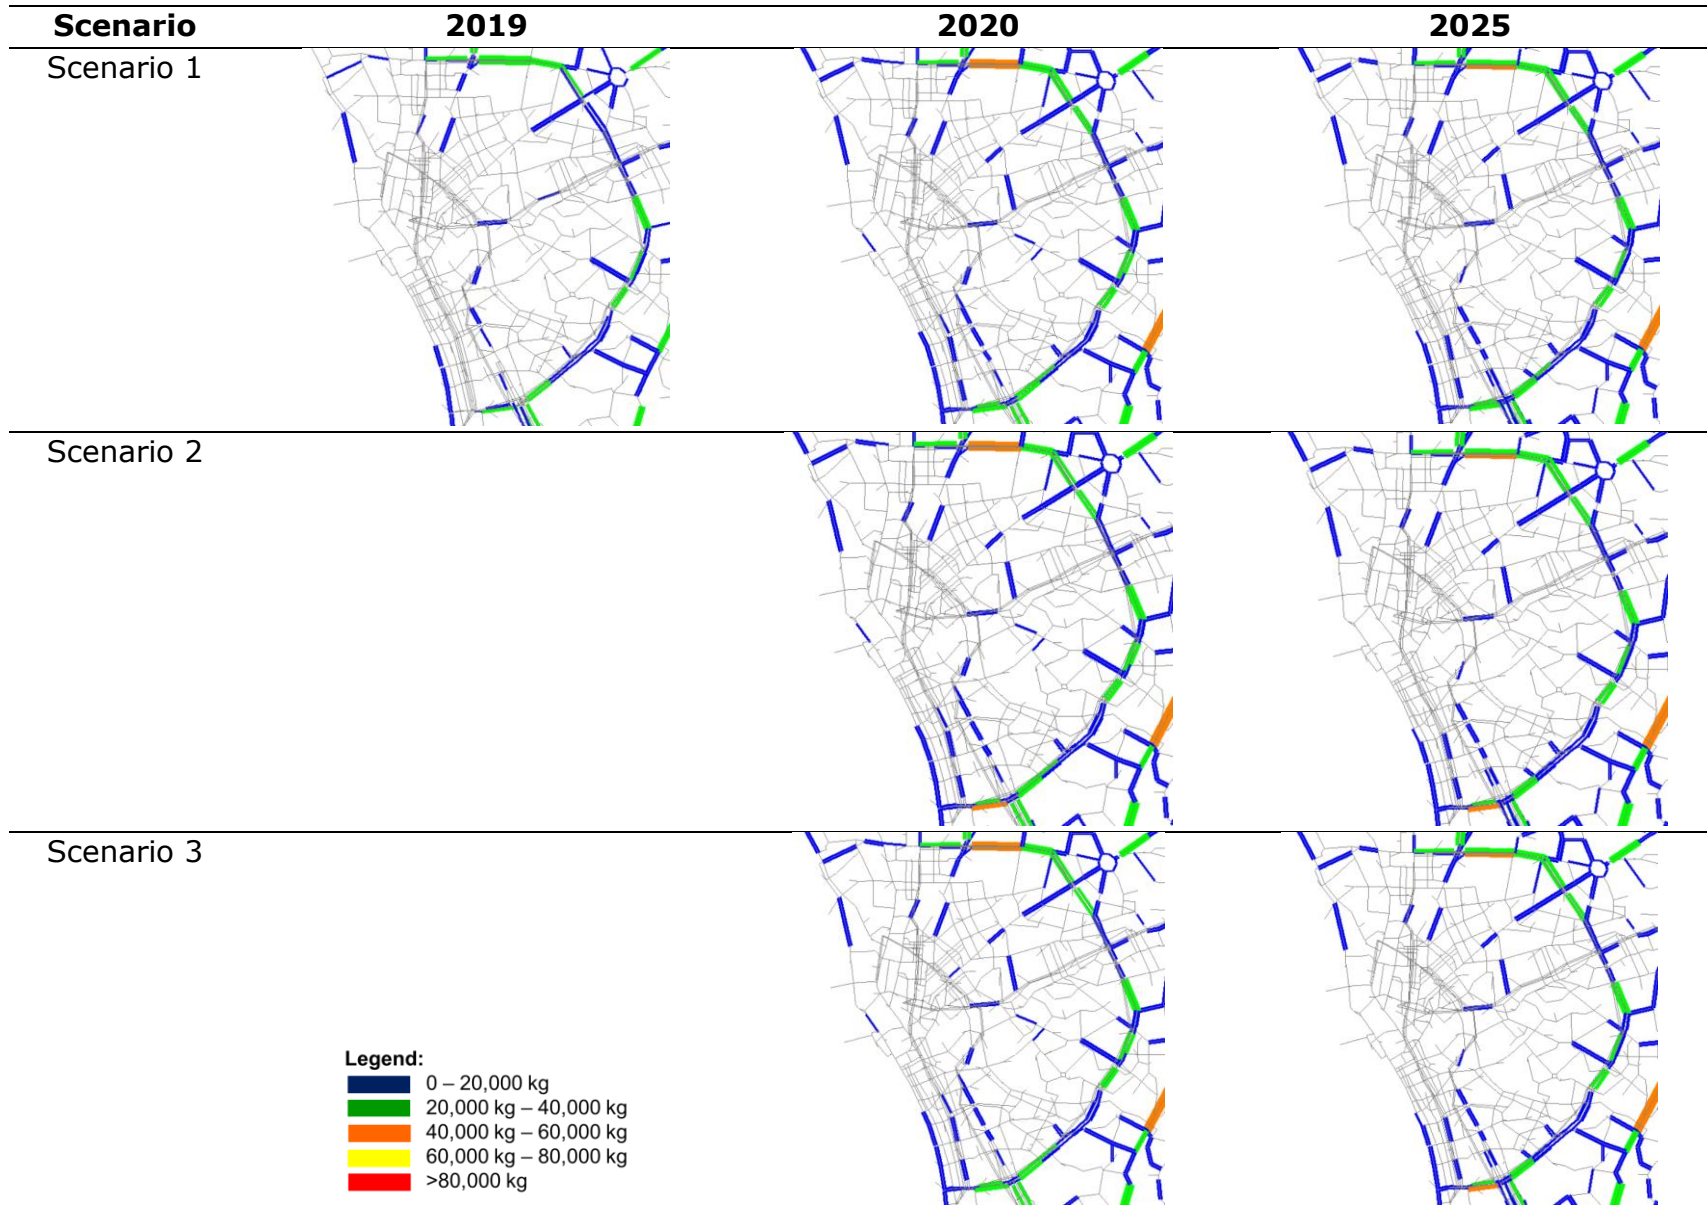 Scenario 2019 2020 2025
Scenario 1
Scenario 2
Scenario 3
Legend:
0 – 20,000 kg
20,000 kg – 40,000 kg
40,000 kg – 60,000 kg
60,000 kg – 80,000 kg
>80,000 kg